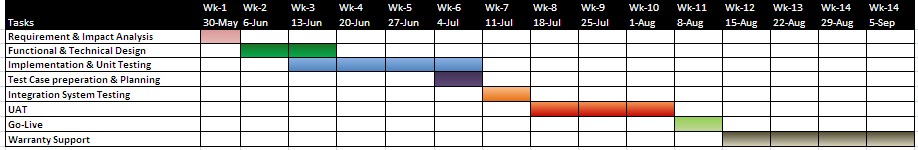 Wk-1 Wk-2 Wk-3 Wk-4 Wk-5 Wk-6 Wk-7 Wk-8 Wk-9 Wk-10 Wk-11 Wk-12 Wk-13 Wk-14 Wk-14
Tasks 30-May 6-Jun 13-Jun 20-Jun 27-Jun 4-Jul 11-Jul 18-Jul 25-Jul 1-Aug 8-Aug 15-Aug 22-Aug 29-Aug 5-Sep
Requirement & Impact Analysis
Functional & Technical Design
Implementation & Unit Testing
Test Case preperation & Planning
Integration System Testing
UAT
Go-Live
Warranty Support